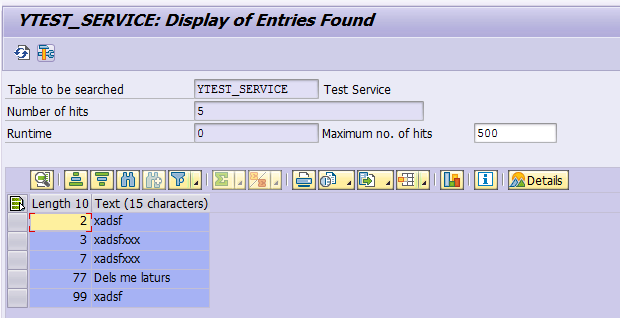 YTEST_SERVICE: Display of Entries Found
Table to be searched YTEST_SERVICE Test Service
Number of hits 5
Runtime 0 Maximum no. of hits 500
Details
Length 10 Text (15 characters)
2 xadsf
3 xadsfxxx
7 xadsfxxx
77 Dels me laturs
99 xadsf